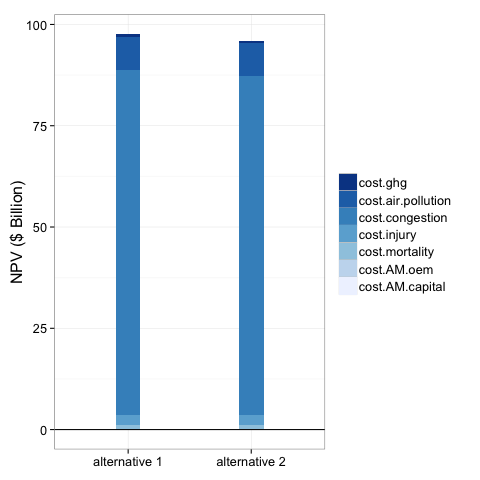 NPV ($ Billion)
100
75
50
25
0
alternative 1
alternative 2
cost.ghg
cost.air.pollution
cost.congestion
cost.injury
cost.mortality
cost.AM.oem
cost.AM.capital